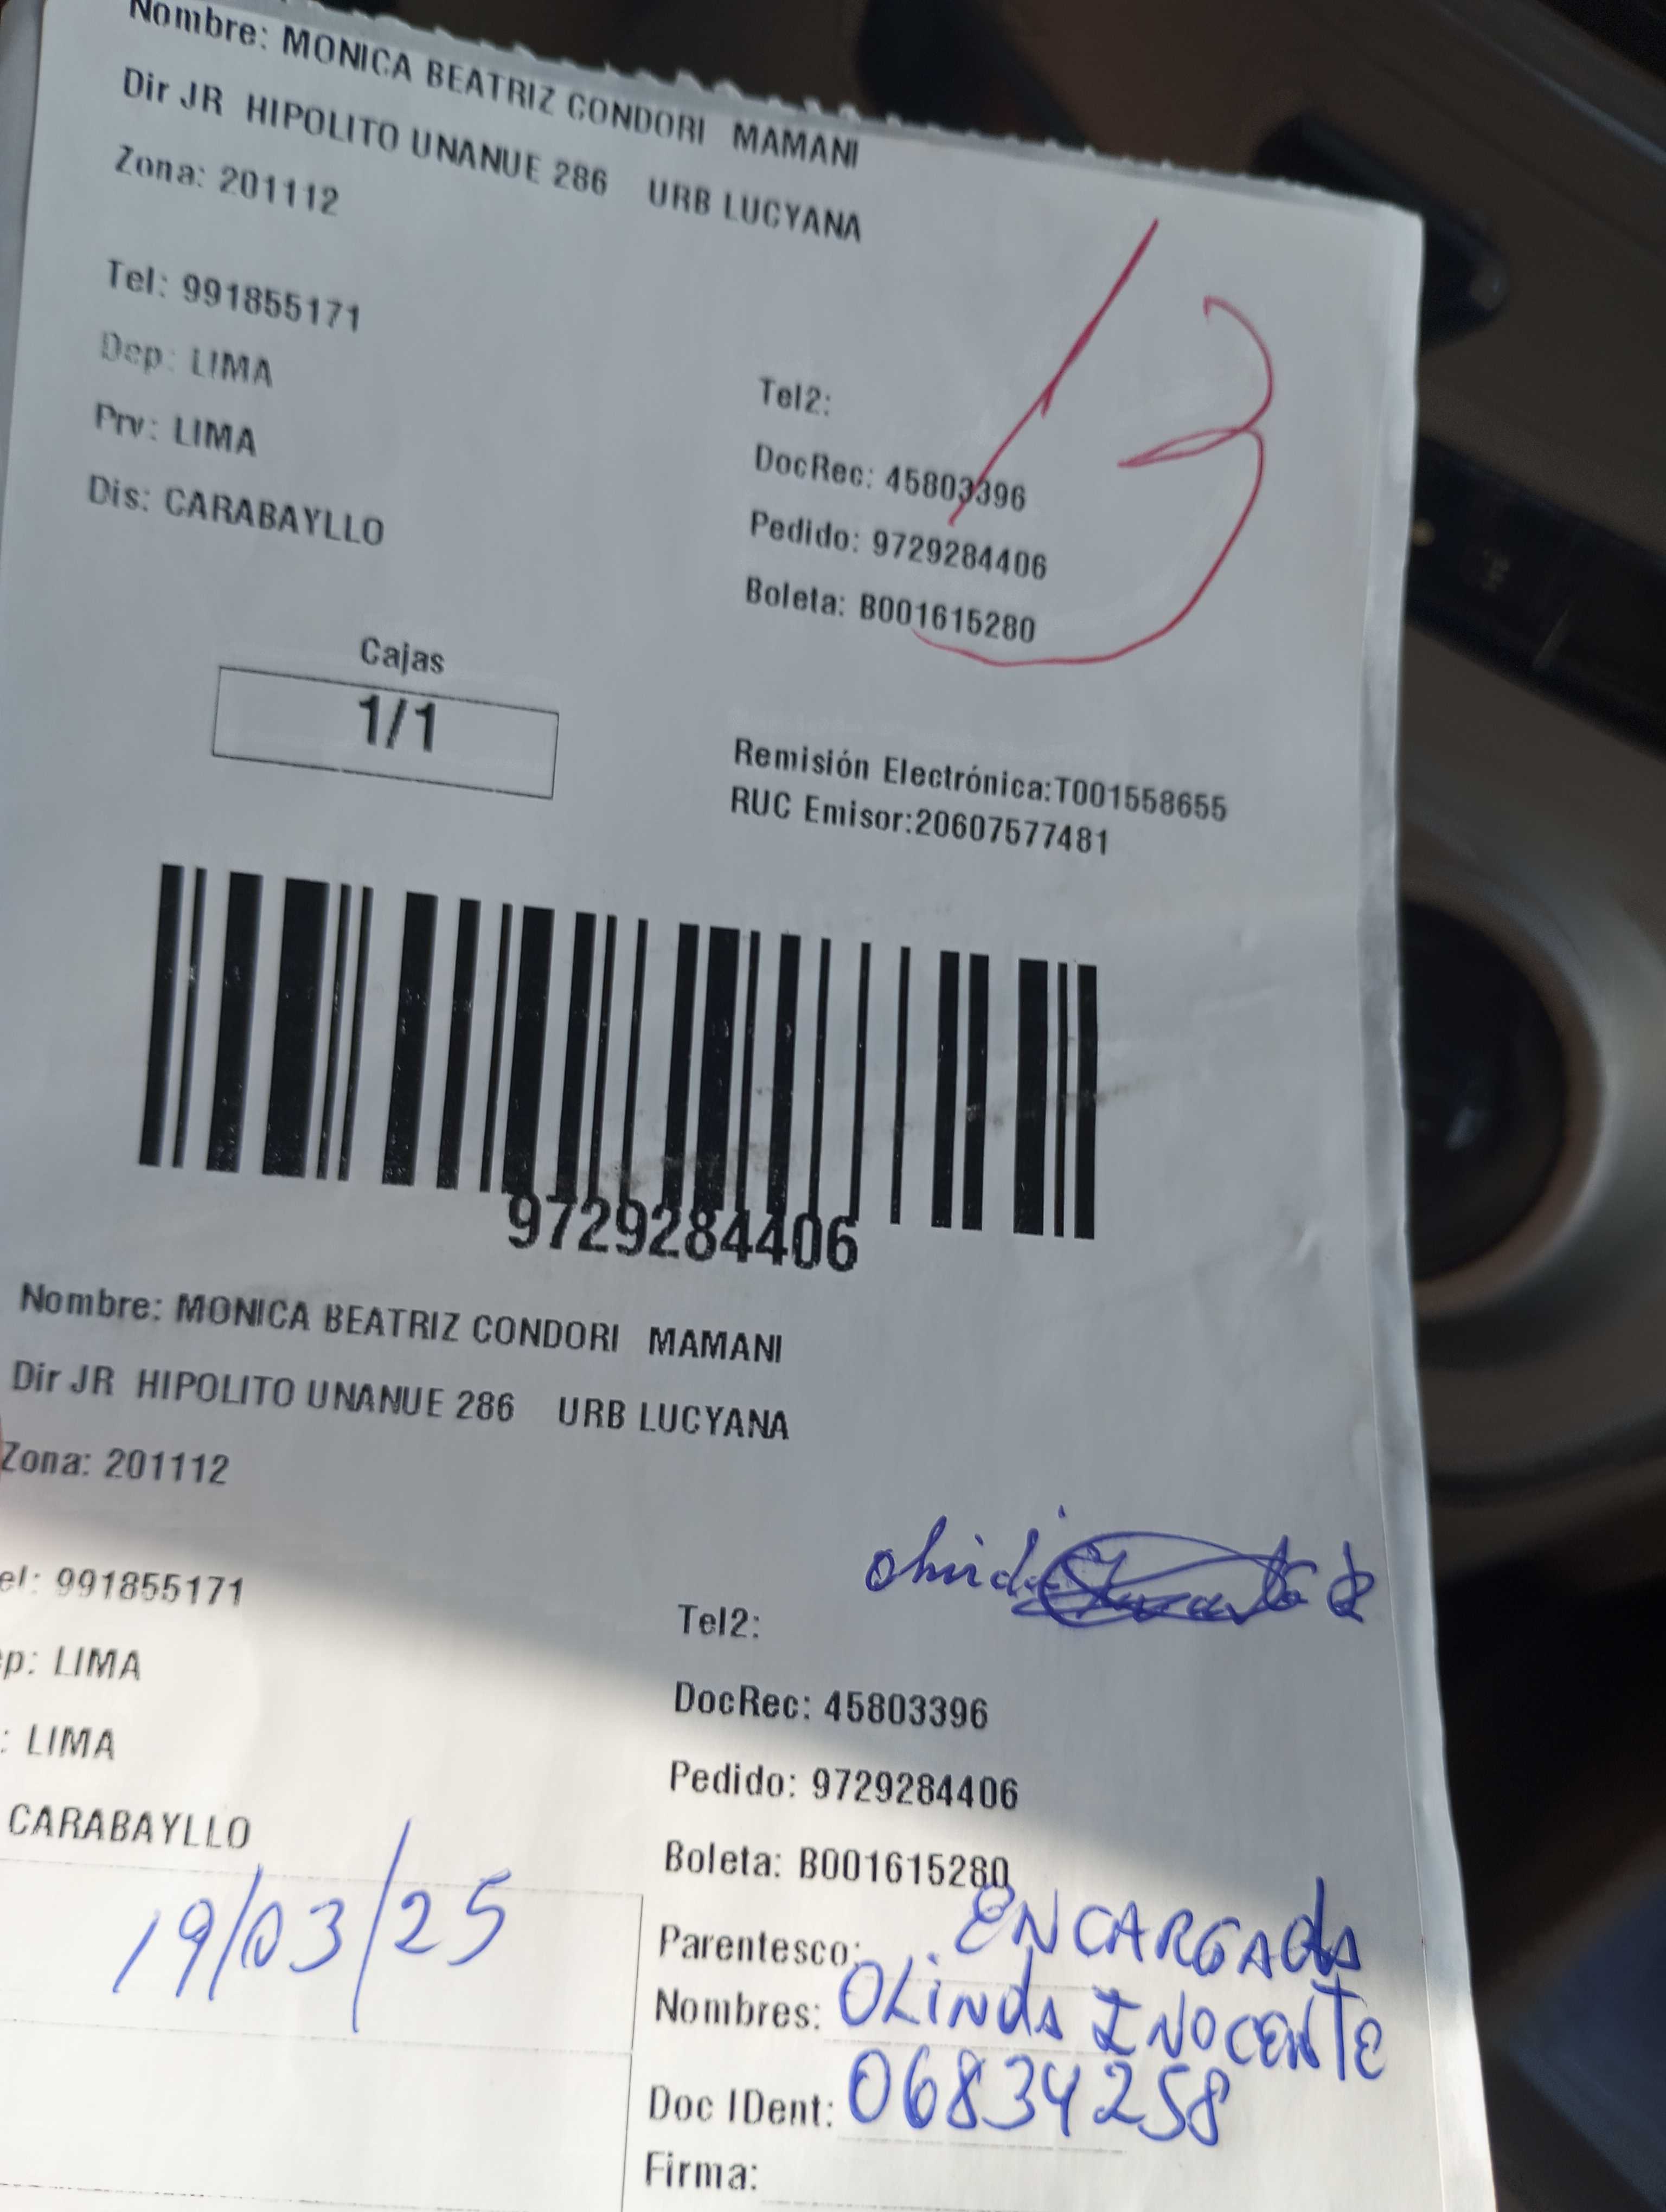 Nombre: MONICA BEATRIZ CONDORI MAMANI
Dir JR HIPOLITO UNANUE 286 URB LUCYANA
Zona: 201112
Tel: 991855171
Dep: LIMA
Prv: LIMA
Dis: CARABAYLLO
Tel2:
DocRec: 45803396
Pedido: 9729284406
Boleta: B001615280
13
Cajas
1/1
Remisión Electrónica:T001558655
RUC Emisor:20607577481
9729284406
Nombre: MONICA BEATRIZ CONDORI MAMANI
Dir JR HIPOLITO UNANUE 286 URB LUCYANA
Zona: 201112
el: 991855171
p: LIMA
: LIMA
CARABAYLLO
Tel2:
DocRec: 45803396
Pedido: 9729284406
Boleta: B001615280
19/03/25
Parentesco: ENCARGADA
Nombres: OLINDA INOCENTE
Doc IDent: 06834258
Firma: